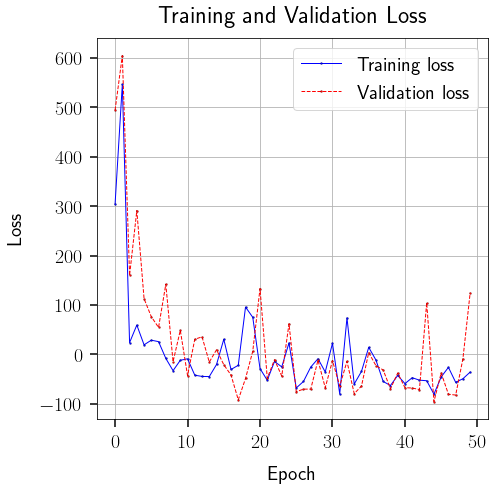 Training and Validation Loss
Training loss
Validation loss
600
500
400
300
200
100
0
−100
Loss
0 10 20 30 40 50
Epoch